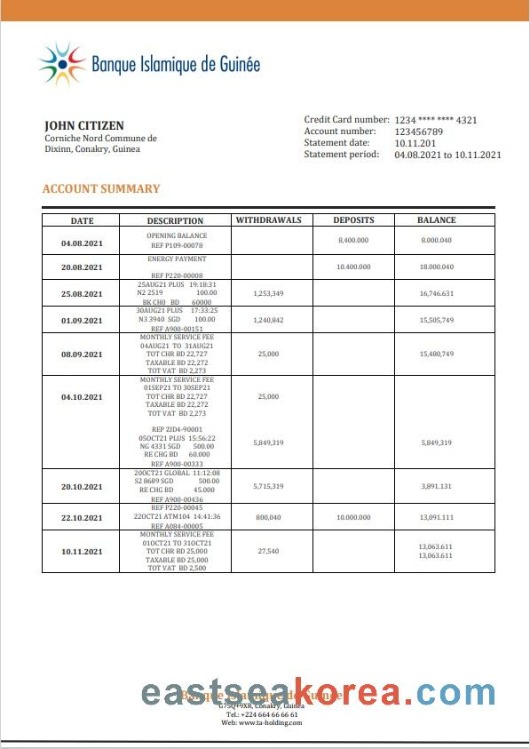 Banque Islamique de Guinée
JOHN CITIZEN
Corniche Nord Commune de
Dixinn, Conakry, Guinea
Credit Card number: 1234 **** **** 4321
Account number: 123456789
Statement date: 10.11.201
Statement period: 04.08.2021 to 10.11.2021
ACCOUNT SUMMARY
DATE DESCRIPTION WITHDRAWALS DEPOSITS BALANCE
OPENING BALANCE
04.08.2021 REF P109-00078 8,400.000 8.000.040
ENERGY PAYMENT
20.08.2021 10.400.000 18.000.040
REF P220-00008
25AUG21 PLUS 19:18:31
25.08.2021 N2 2519 100.00 1,253,349 16,746.631
BK CHO BD 60000
30AUG21 PLUS 17:33:25
01.09.2021 N3 3940 SGD 100.00 1,240,842 15,505,749
REF A900-00151
MONTHLY SERVICE FEE
04AUG21 TO 31AUG21
08.09.2021 TOT CHR BD 22,727 25,000 15,480,749
TAXABLE BD 22,272
TOT VAT BD 2,273
MONTHLY SERVICE FEE
01SEP21 TO 30SEP21
04.10.2021 TOT CHR BD 22,727 25,000
TAXABLE BD 22,272
TOT VAT BD 2,273
REP ZJD4-90001
05OCT21 PLUS 15:56:22
NG 4331 SGD 500.00 5,849,319 5,849,319
RE CHG BD 60.000
REF A900-00333
20OCT21 GLOBAL 11:12:08
20.10.2021 S2 8689 SGD 500.00 5,715,319 3,891.131
RE CHG BD 45.000
REF A900-00436
REF P220-00045
22.10.2021 22OCT21 ATM104 14:41:36 800,040 10.000.000 13,091.111
REF A084-00005
MONTHLY SERVICE FEE
01OCT21 TO 31OCT21 13,063.611
10.11.2021 TOT CHR BD 25,000 27,540 13,063.611
TAXABLE BD 25,000
TOT VAT BD 2,500
Banque Islamique de Guinée
eastseakorea.com
G73Q+9XR, Conakry, Guinea
Tel.: +224 664 66 66 61
Web: www.ta-holding.com